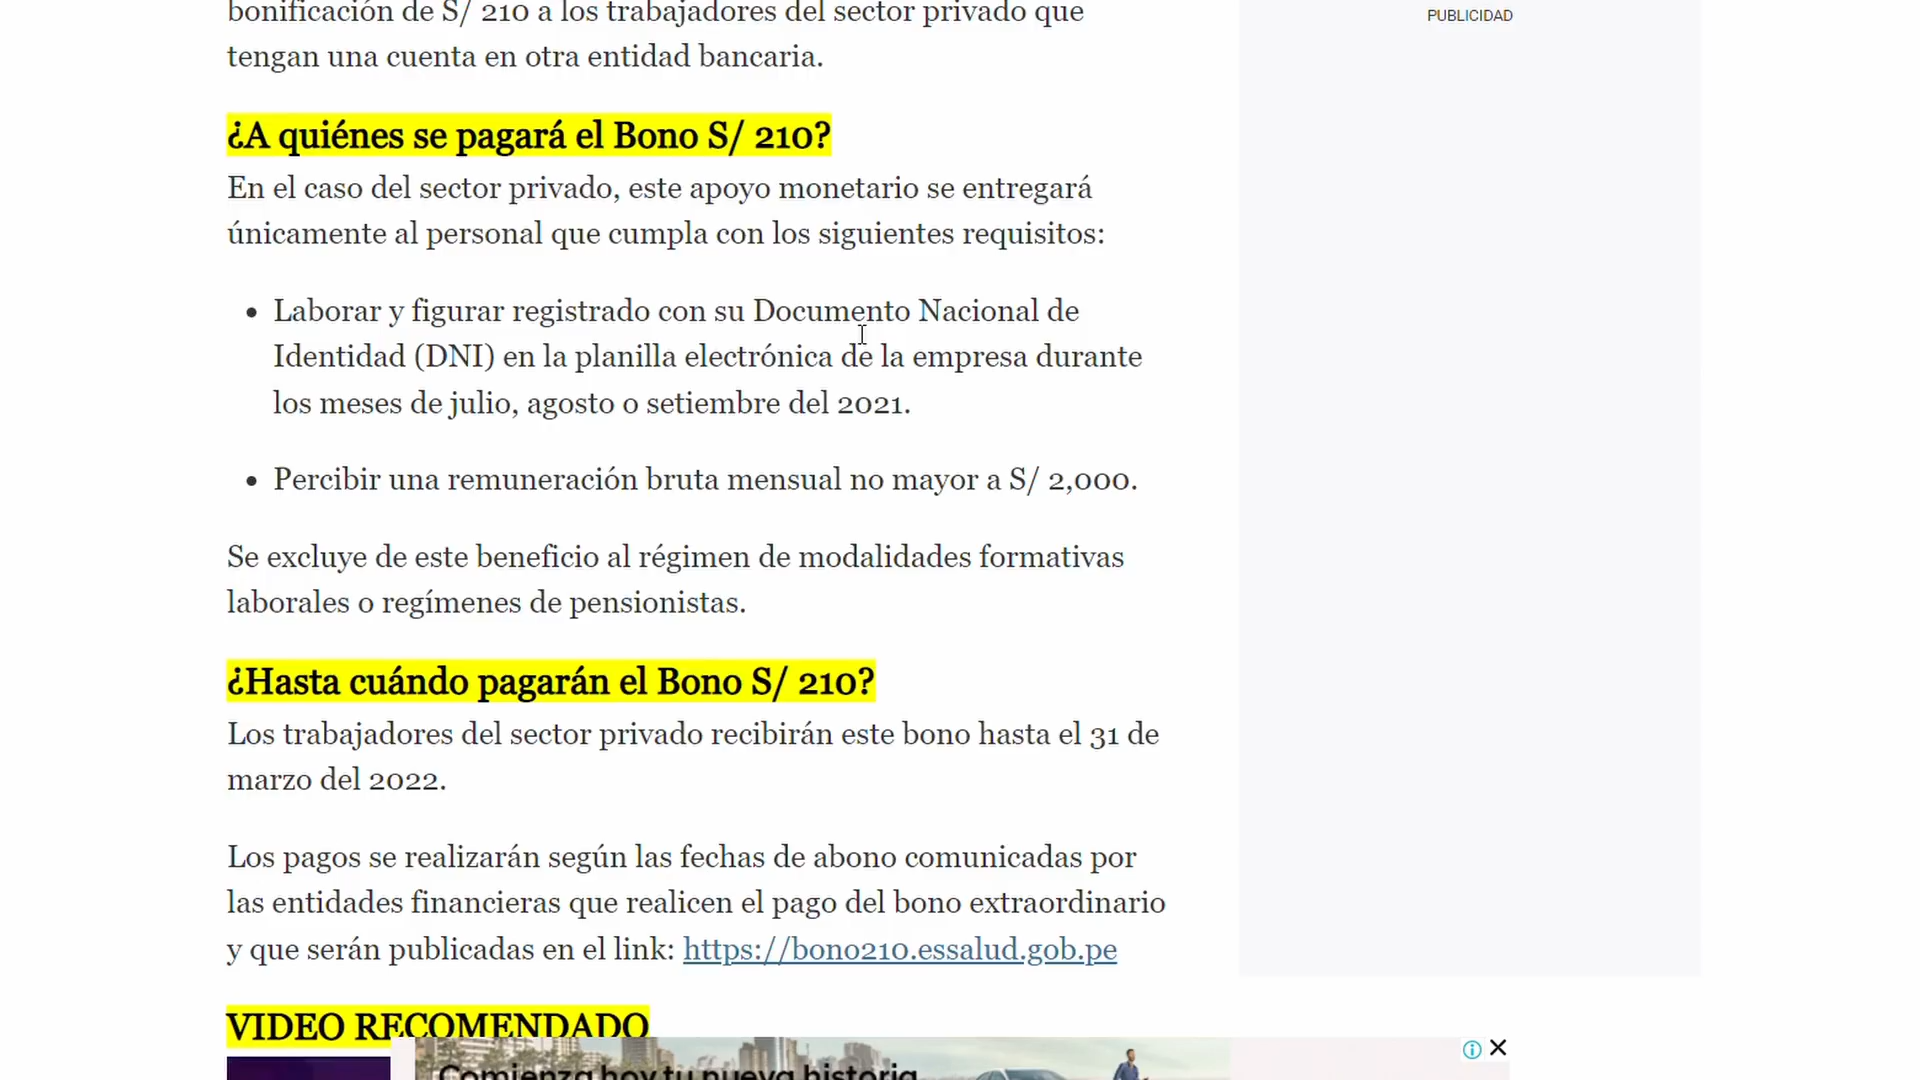 bonificación de S/ 210 a los trabajadores del sector privado que
tengan una cuenta en otra entidad bancaria.
PUBLICIDAD
¿A quiénes se pagará el Bono S/ 210?
En el caso del sector privado, este apoyo monetario se entregará
únicamente al personal que cumpla con los siguientes requisitos:
• Laborar y figurar registrado con su Documento Nacional de
Identidad (DNI) en la planilla electrónica de la empresa durante
los meses de julio, agosto o setiembre del 2021.
• Percibir una remuneración bruta mensual no mayor a S/ 2,000.
Se excluye de este beneficio al régimen de modalidades formativas
laborales o regímenes de pensionistas.
¿Hasta cuándo pagarán el Bono S/ 210?
Los trabajadores del sector privado recibirán este bono hasta el 31 de
marzo del 2022.
Los pagos se realizarán según las fechas de abono comunicadas por
las entidades financieras que realicen el pago del bono extraordinario
y que serán publicadas en el link: https://bono210.essalud.gob.pe
VIDEO RECOMENDADO
Comienza hoy tu nueva historia